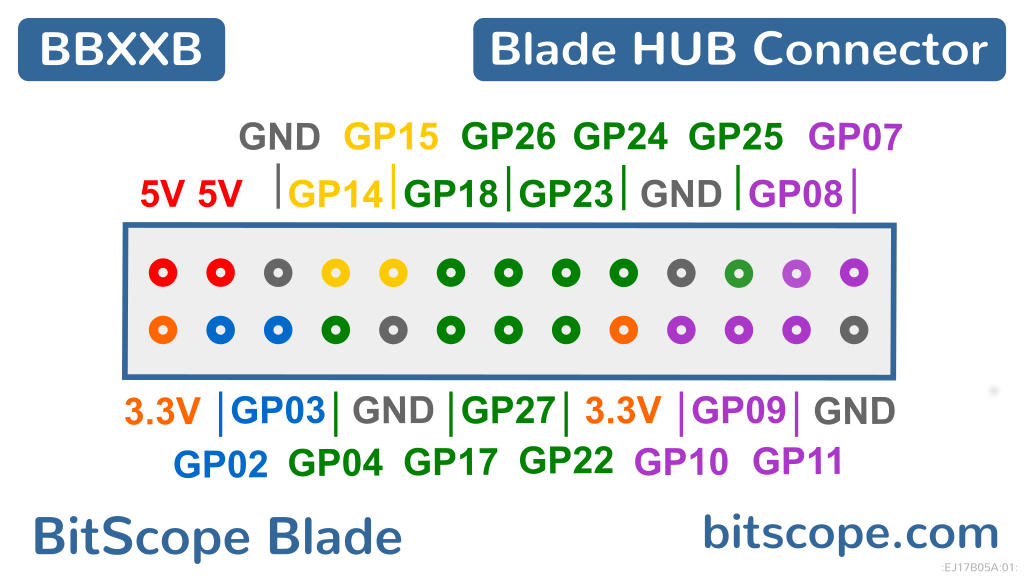 BBXXB
Blade HUB Connector
GND GP15 GP26 GP24 GP25 GP07
5V 5V GP14 GP18 GP23 GND GP08
3.3V GP03 GND GP27 3.3V GP09 GND
GP02 GP04 GP17 GP22 GP10 GP11
BitScope Blade
bitscope.com
:EJ17B05A:01: